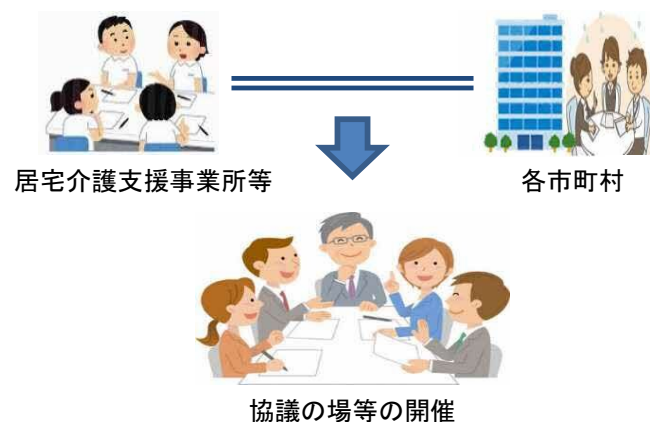 居宅介護支援事業所等
各市町村
協議の場等の開催